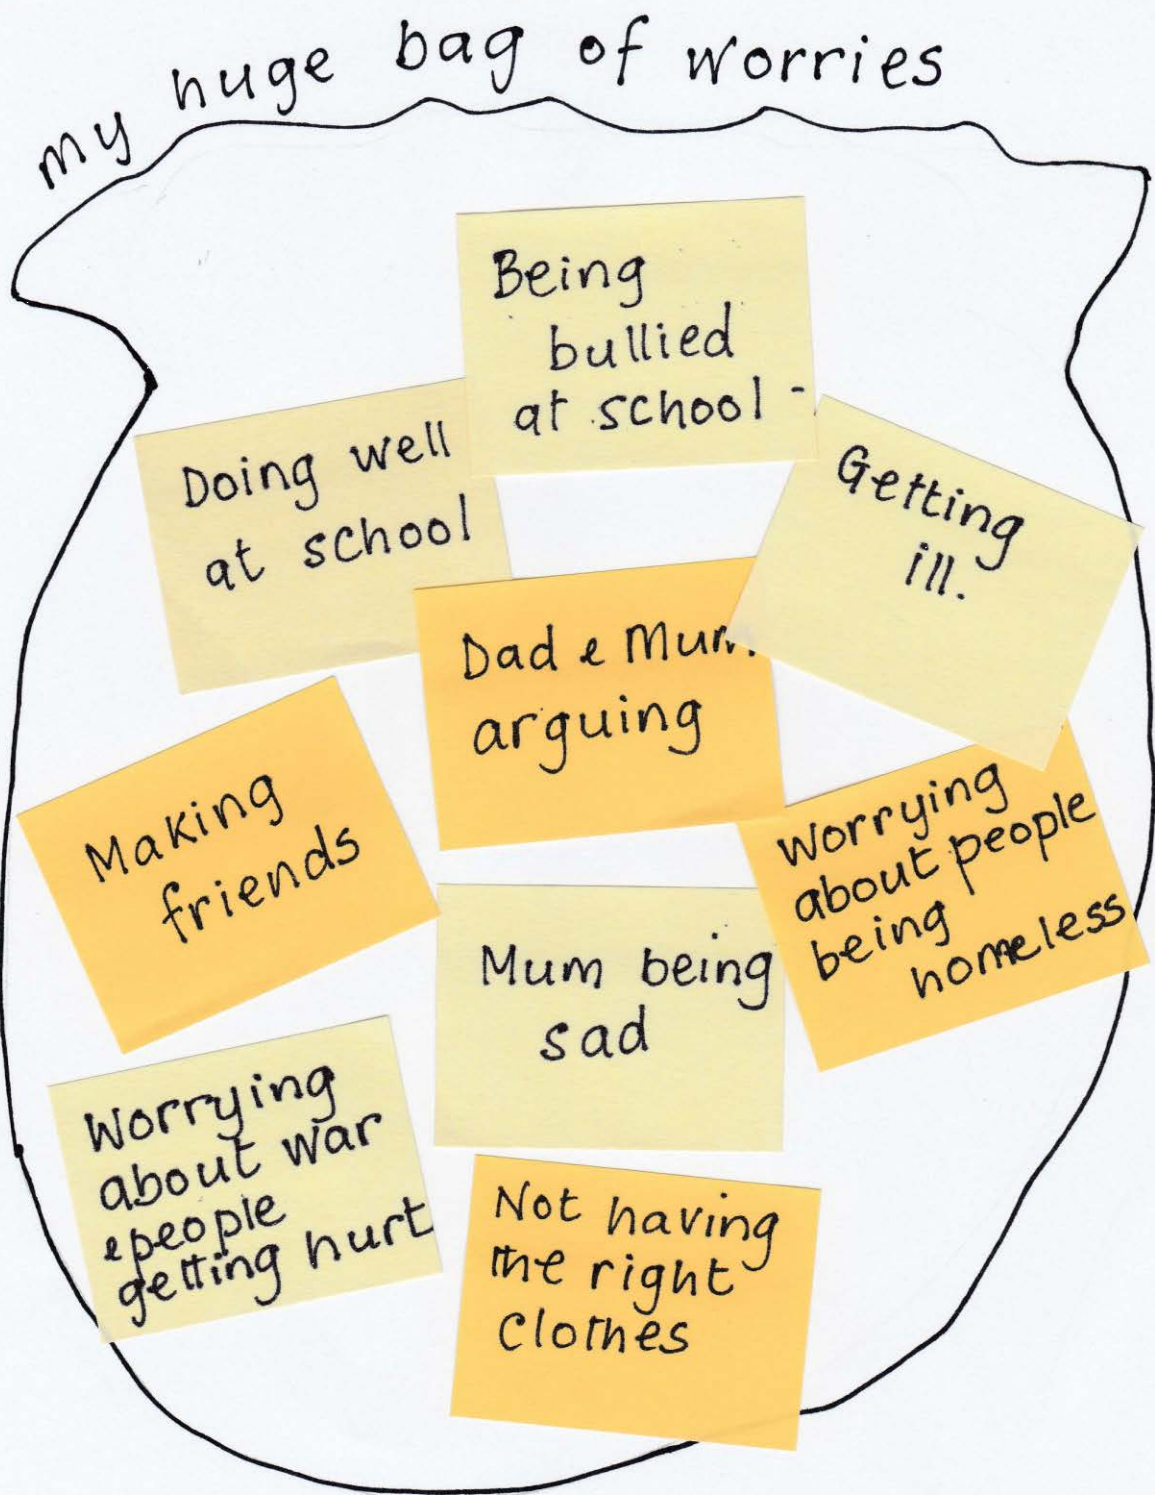 my huge bag of worries
Being
bullied
at school -
Doing well
at school
Getting
ill.
Dad e Mum
arguing
Making
friends
Worrying
about people
being
homeless
Mum being
sad
Worrying
about war
e people
getting hurt
Not having
the right
clothes